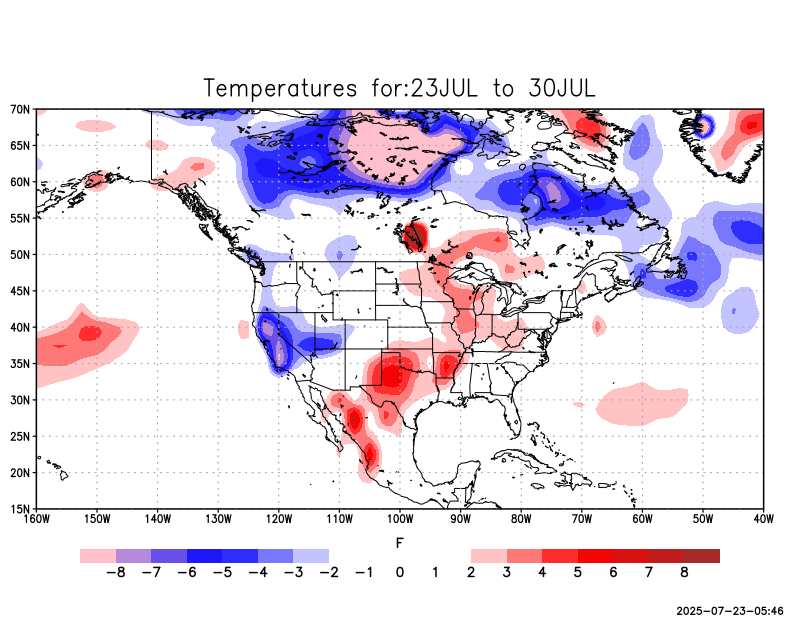 Temperatures for:23JUL to 30JUL
70N
65N
60N
55N
50N
45N
40N
35N
30N
25N
20N
15N
160W 150W 140W 130W 120W 110W 100W 90W 80W 70W 60W 50W 40W
F
−8 −7 −6 −5 −4 −3 −2 −1 0 1 2 3 4 5 6 7 8
2025-07-23-05:46